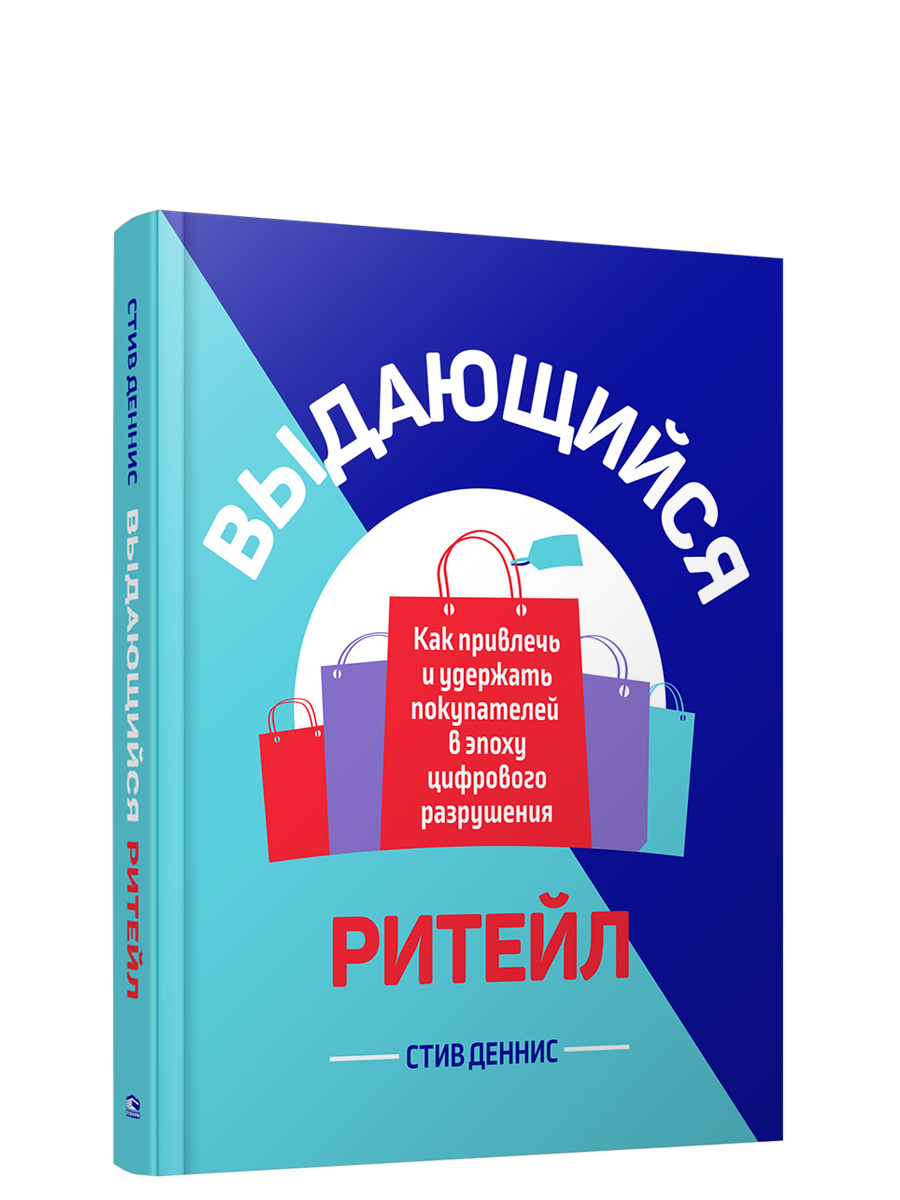 ВЫДАЮЩИЙСЯ
Как привлечь
и удержать
покупателей
в эпоху
цифрового
разрушения
РИТЕЙЛ
СТИВ ДЕННИС
СТИВ ДЕННИС ВЫДАЮЩИЙСЯ РИТЕЙЛ